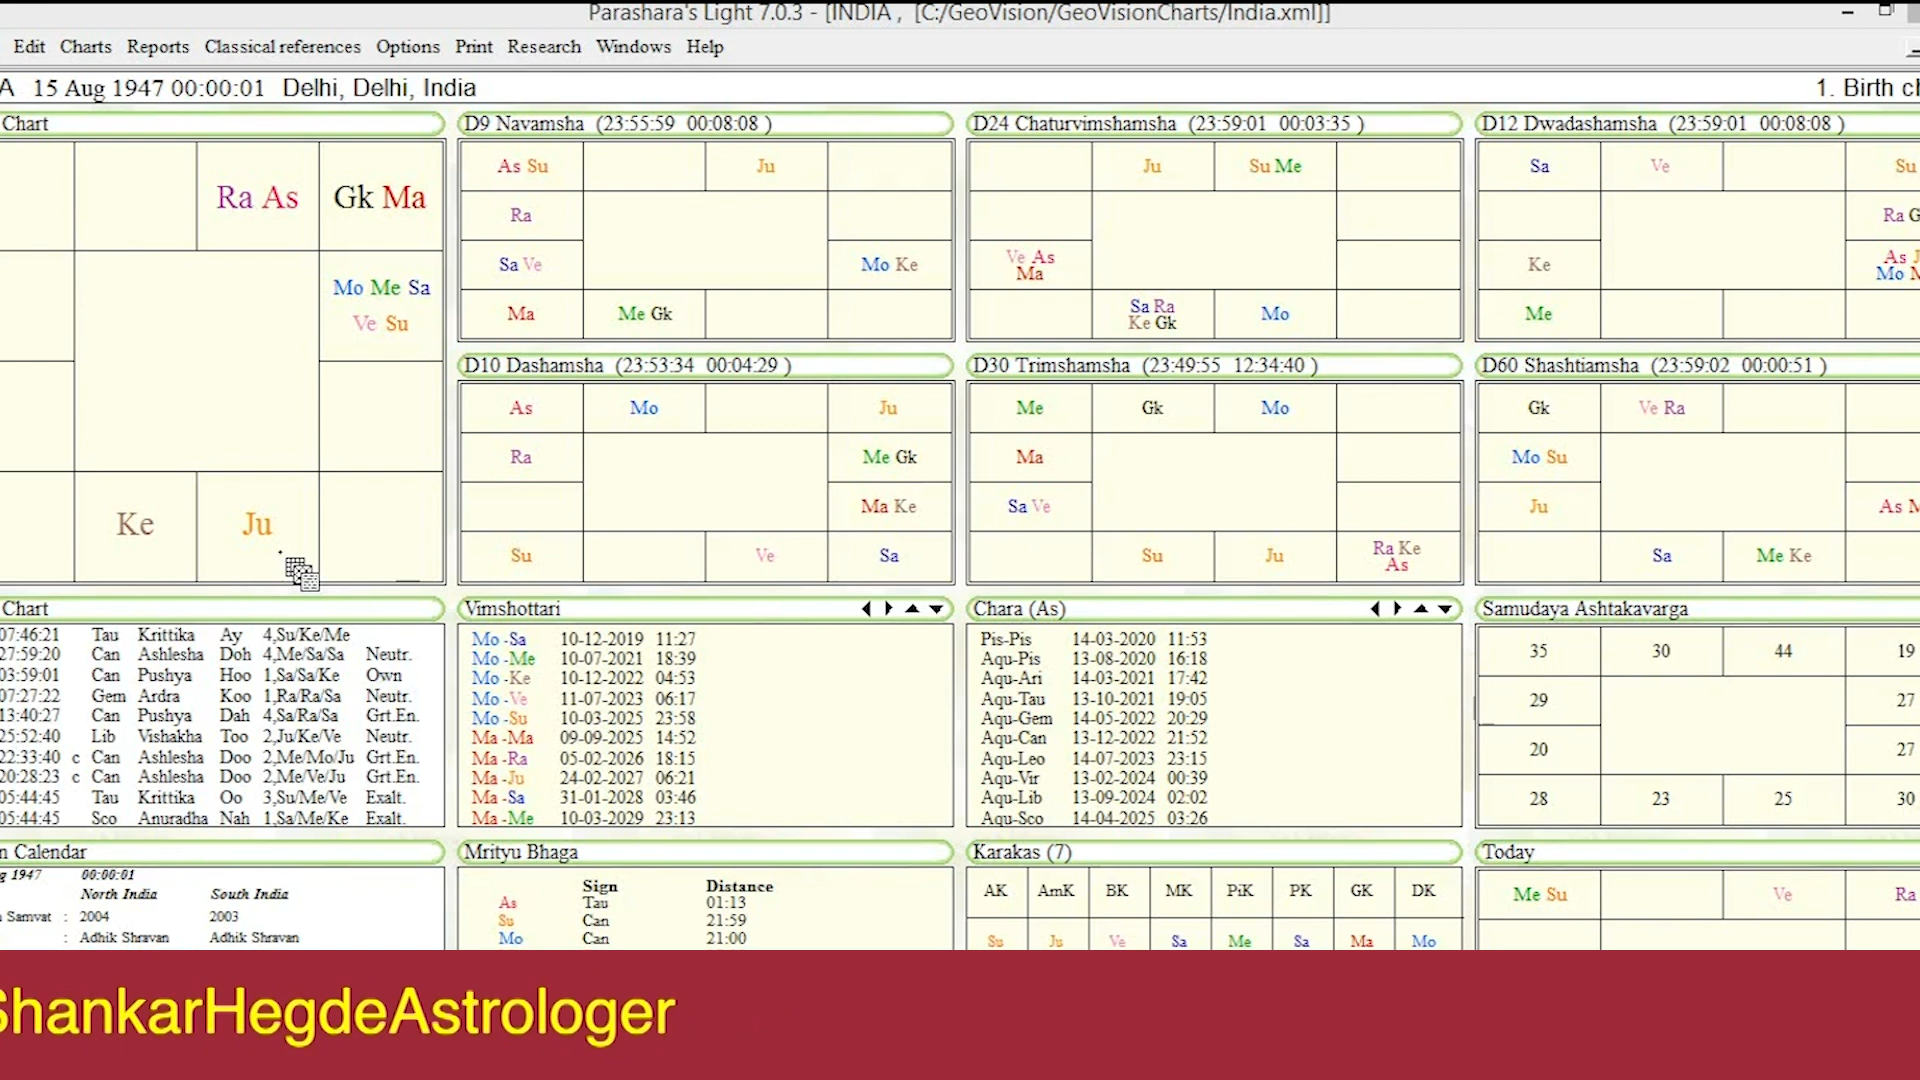 Parashara's Light 7.0.3 - [INDIA , [C:/GeoVision/GeoVisionCharts/India.xml]]
Edit Charts Reports Classical references Options Print Research Windows Help
A 15 Aug 1947 00:00:01 Delhi, Delhi, India
1. Birth ch
Chart
Ra As
Gk Ma
Mo Me Sa
Ve Su
Ke
Ju
D9 Navamsha (23:55:59 00:08:08 )
As Su
Ju
Ra
Sa Ve
Mo Ke
Ma
Me Gk
D24 Chaturvimshamsha (23:59:01 00:03:35 )
Ju
Su Me
Ve As
Ma
Sa Ra
Ke Gk
Mo
D12 Dwadashamsha (23:59:01 00:08:08 )
Sa
Ve
Su
Ra G
Ke
As J
Mo M
Me
D10 Dashamsha (23:53:34 00:04:29 )
As
Mo
Ju
Ra
Me Gk
Ma Ke
Su
Ve
Sa
D30 Trimshamsha (23:49:55 12:34:40 )
Me
Gk
Mo
Ma
Sa Ve
Su
Ju
Ra Ke
As
D60 Shashtiamsha (23:59:02 00:00:51 )
Gk
Ve Ra
Mo Su
Ju
As M
Sa
Me Ke
Chart
07:46:21 Tau Krittika Ay 4,Su/Ke/Me
27:59:20 Can Ashlesha Doh 4,Me/Sa/Sa Neutr.
03:59:01 Can Pushya Hoo 1,Sa/Sa/Ke Own
07:27:22 Gem Ardra Koo 1,Ra/Ra/Sa Neutr.
13:40:27 Can Pushya Dah 4,Sa/Ra/Sa Grt.En.
25:52:40 Lib Vishakha Too 2,Ju/Ke/Ve Neutr.
22:33:40 c Can Ashlesha Doo 2,Me/Mo/Ju Grt.En.
20:28:23 c Can Ashlesha Doo 2,Me/Ve/Ju Grt.En.
05:44:45 Tau Krittika Oo 3,Su/Me/Ve Exalt.
05:44:45 Sco Anuradha Nah 1,Sa/Me/Ke Exalt.
Vimshottari
Mo -Sa 10-12-2019 11:27
Mo -Me 10-07-2021 18:39
Mo -Ke 10-12-2022 04:53
Mo -Ve 11-07-2023 06:17
Mo -Su 10-03-2025 23:58
Ma -Ma 09-09-2025 14:52
Ma -Ra 05-02-2026 18:15
Ma -Ju 24-02-2027 06:21
Ma -Sa 31-01-2028 03:46
Ma -Me 10-03-2029 23:13
Chara (As)
Pis-Pis 14-03-2020 11:53
Aqu-Pis 13-08-2020 16:18
Aqu-Ari 14-03-2021 17:42
Aqu-Tau 13-10-2021 19:05
Aqu-Gem 14-05-2022 20:29
Aqu-Can 13-12-2022 21:52
Aqu-Leo 14-07-2023 23:15
Aqu-Vir 13-02-2024 00:39
Aqu-Lib 13-09-2024 02:02
Aqu-Sco 14-04-2025 03:26
Samudaya Ashtakavarga
35 30 44 19
29 27
20 27
28 23 25 30
n Calendar
g 1947 00:00:01
North India South India
Samvat : 2004 2003
: Adhik Shravan Adhik Shravan
Mrityu Bhaga
Sign Distance
As Tau 01:13
Su Can 21:59
Mo Can 21:00
Karakas (7)
AK AmK BK MK PiK PK GK DK
Su Ju Ve Sa Me Sa Ma Mo
Today
Me Su
Ve
Ra
ShankarHegdeAstrologer